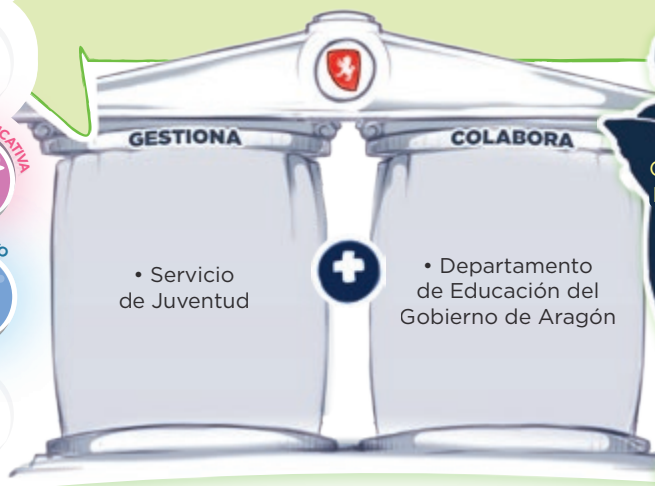 GESTIONA
COLABORA
• Servicio
de Juventud
• Departamento
de Educación del
Gobierno de Aragón